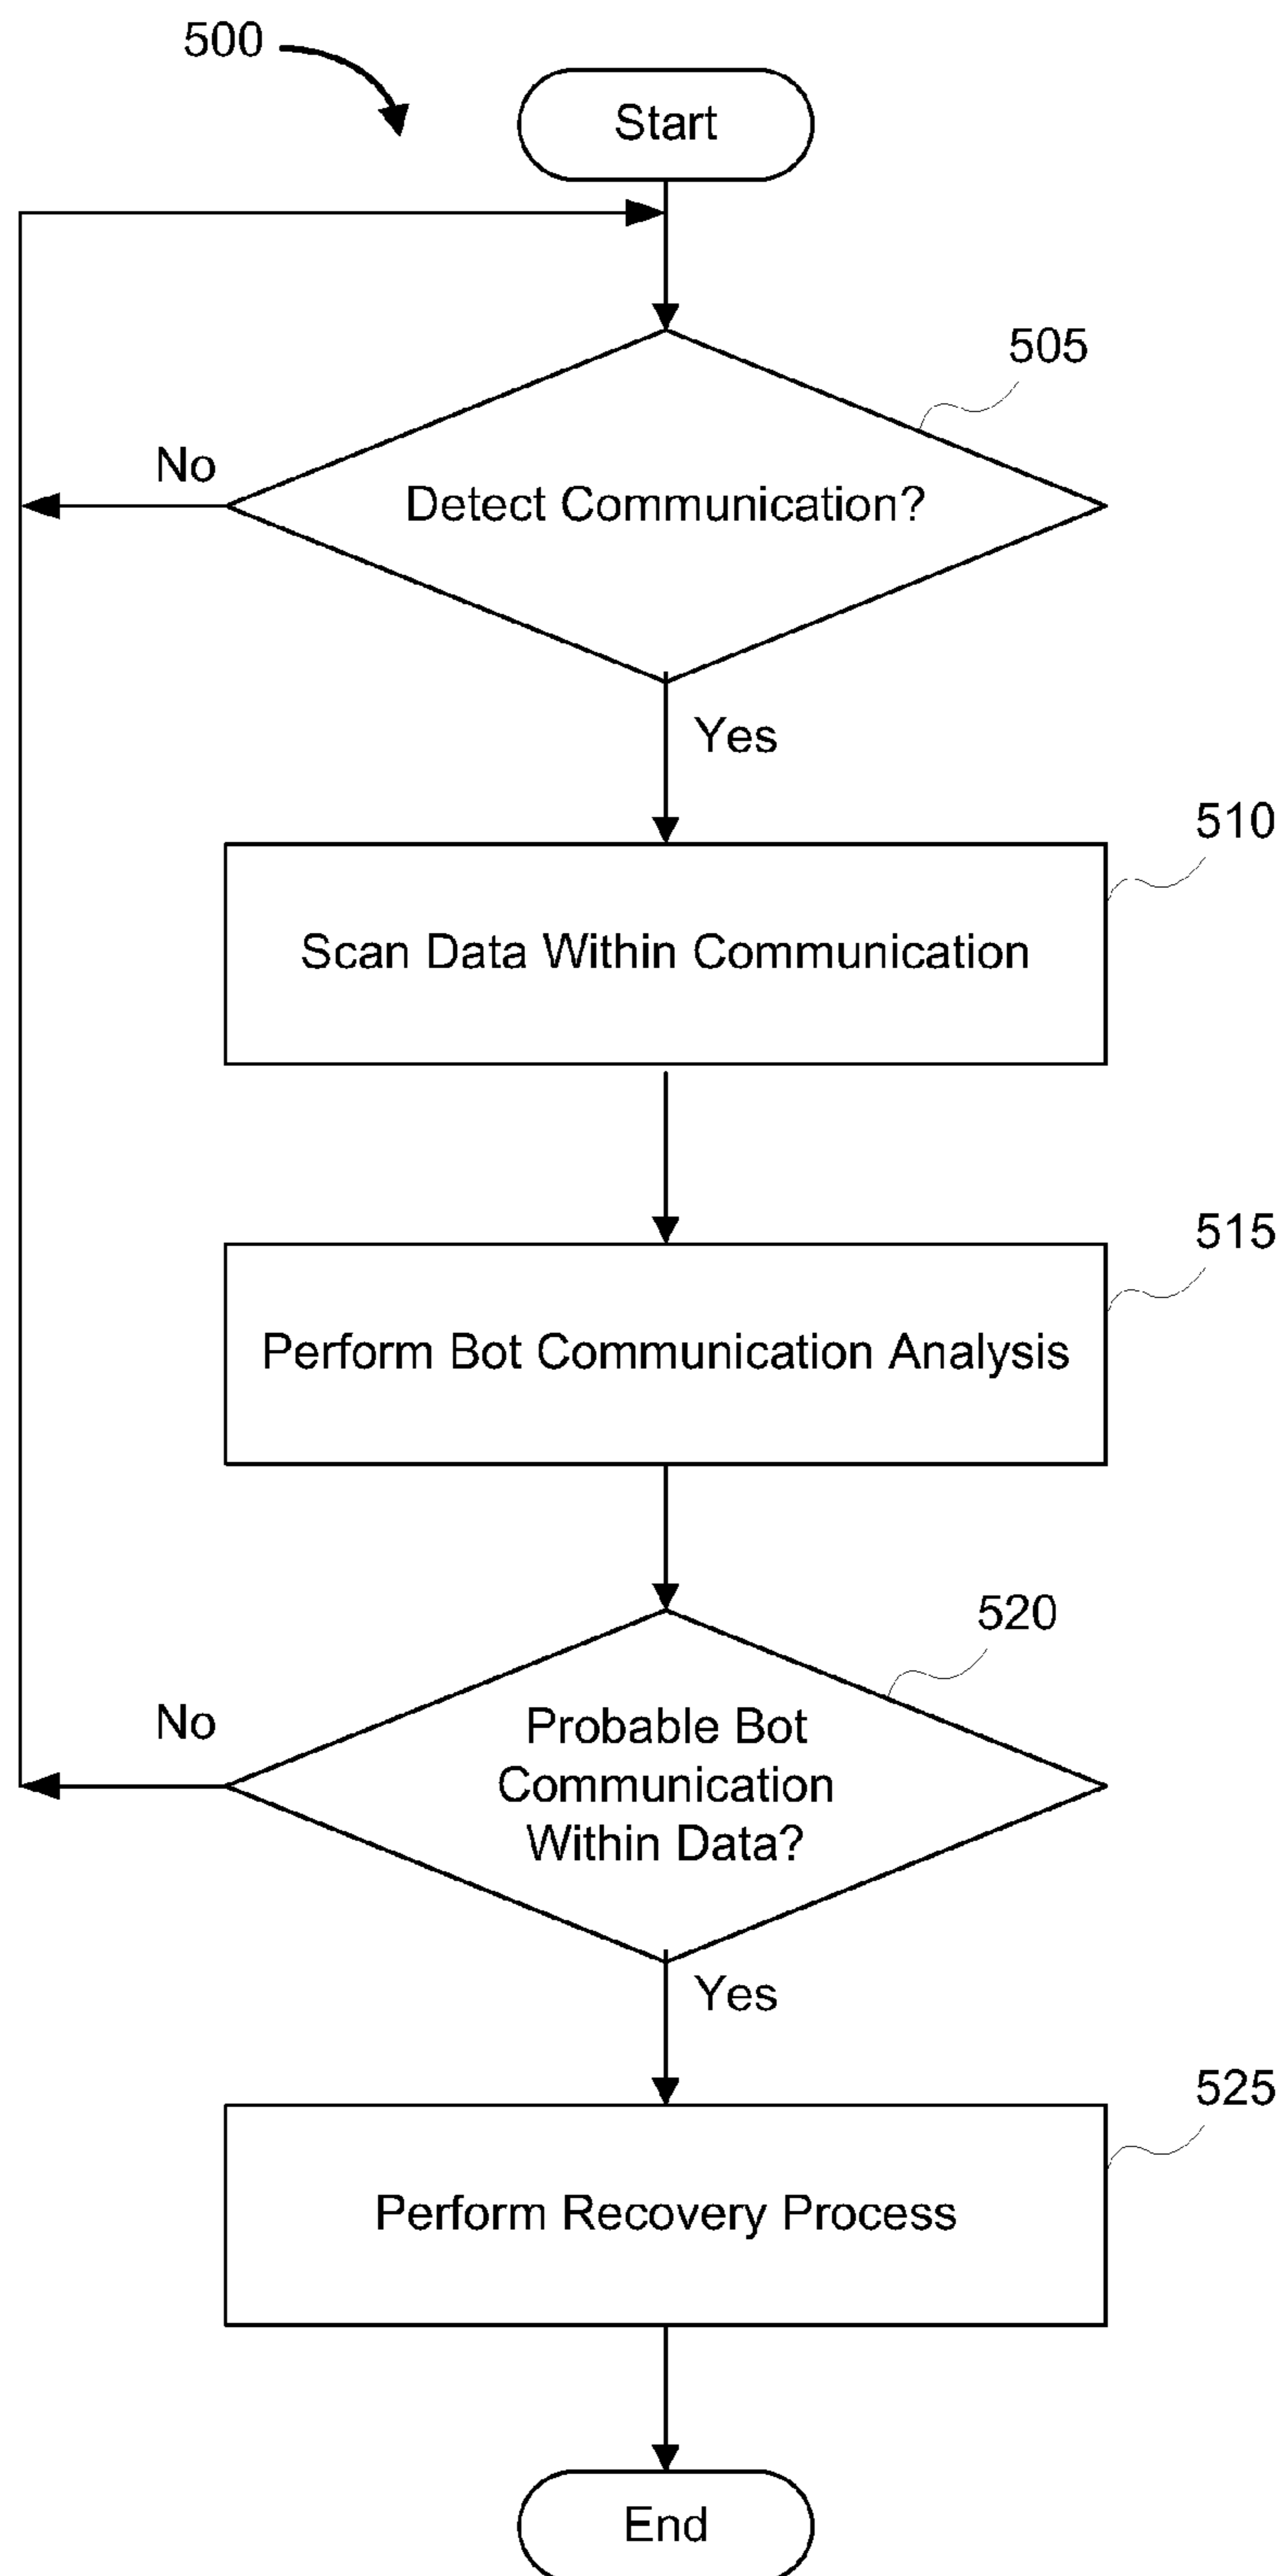 500
Start
505
No
Detect Communication?
Yes
510
Scan Data Within Communication
515
Perform Bot Communication Analysis
520
No
Probable Bot
Communication
Within Data?
Yes
525
Perform Recovery Process
End